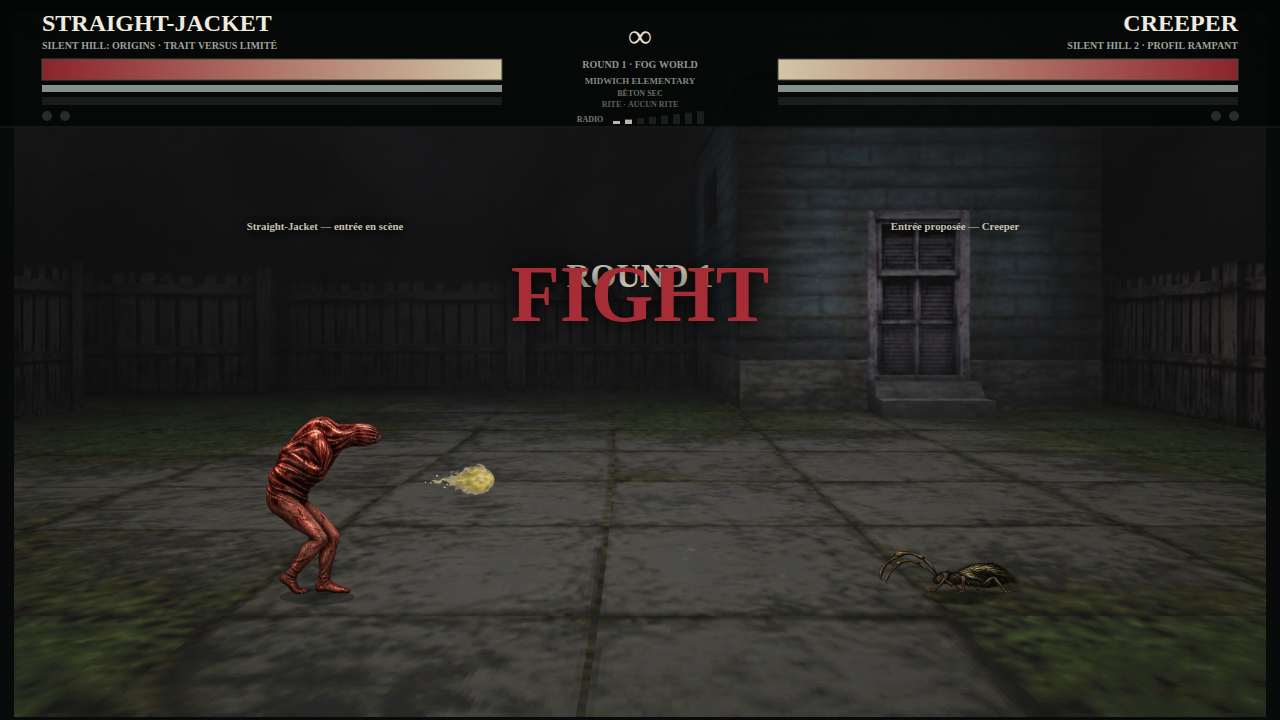 STRAIGHT-JACKET
SILENT HILL: ORIGINS · TRAIT VERSUS LIMITÉ
∞
ROUND 1 · FOG WORLD
MIDWICH ELEMENTARY
BÉTON SEC
RITE · AUCUN RITE
RADIO
CREEPER
SILENT HILL 2 · PROFIL RAMPANT
Straight-Jacket — entrée en scène
Entrée proposée — Creeper
ROUND 1
FIGHT